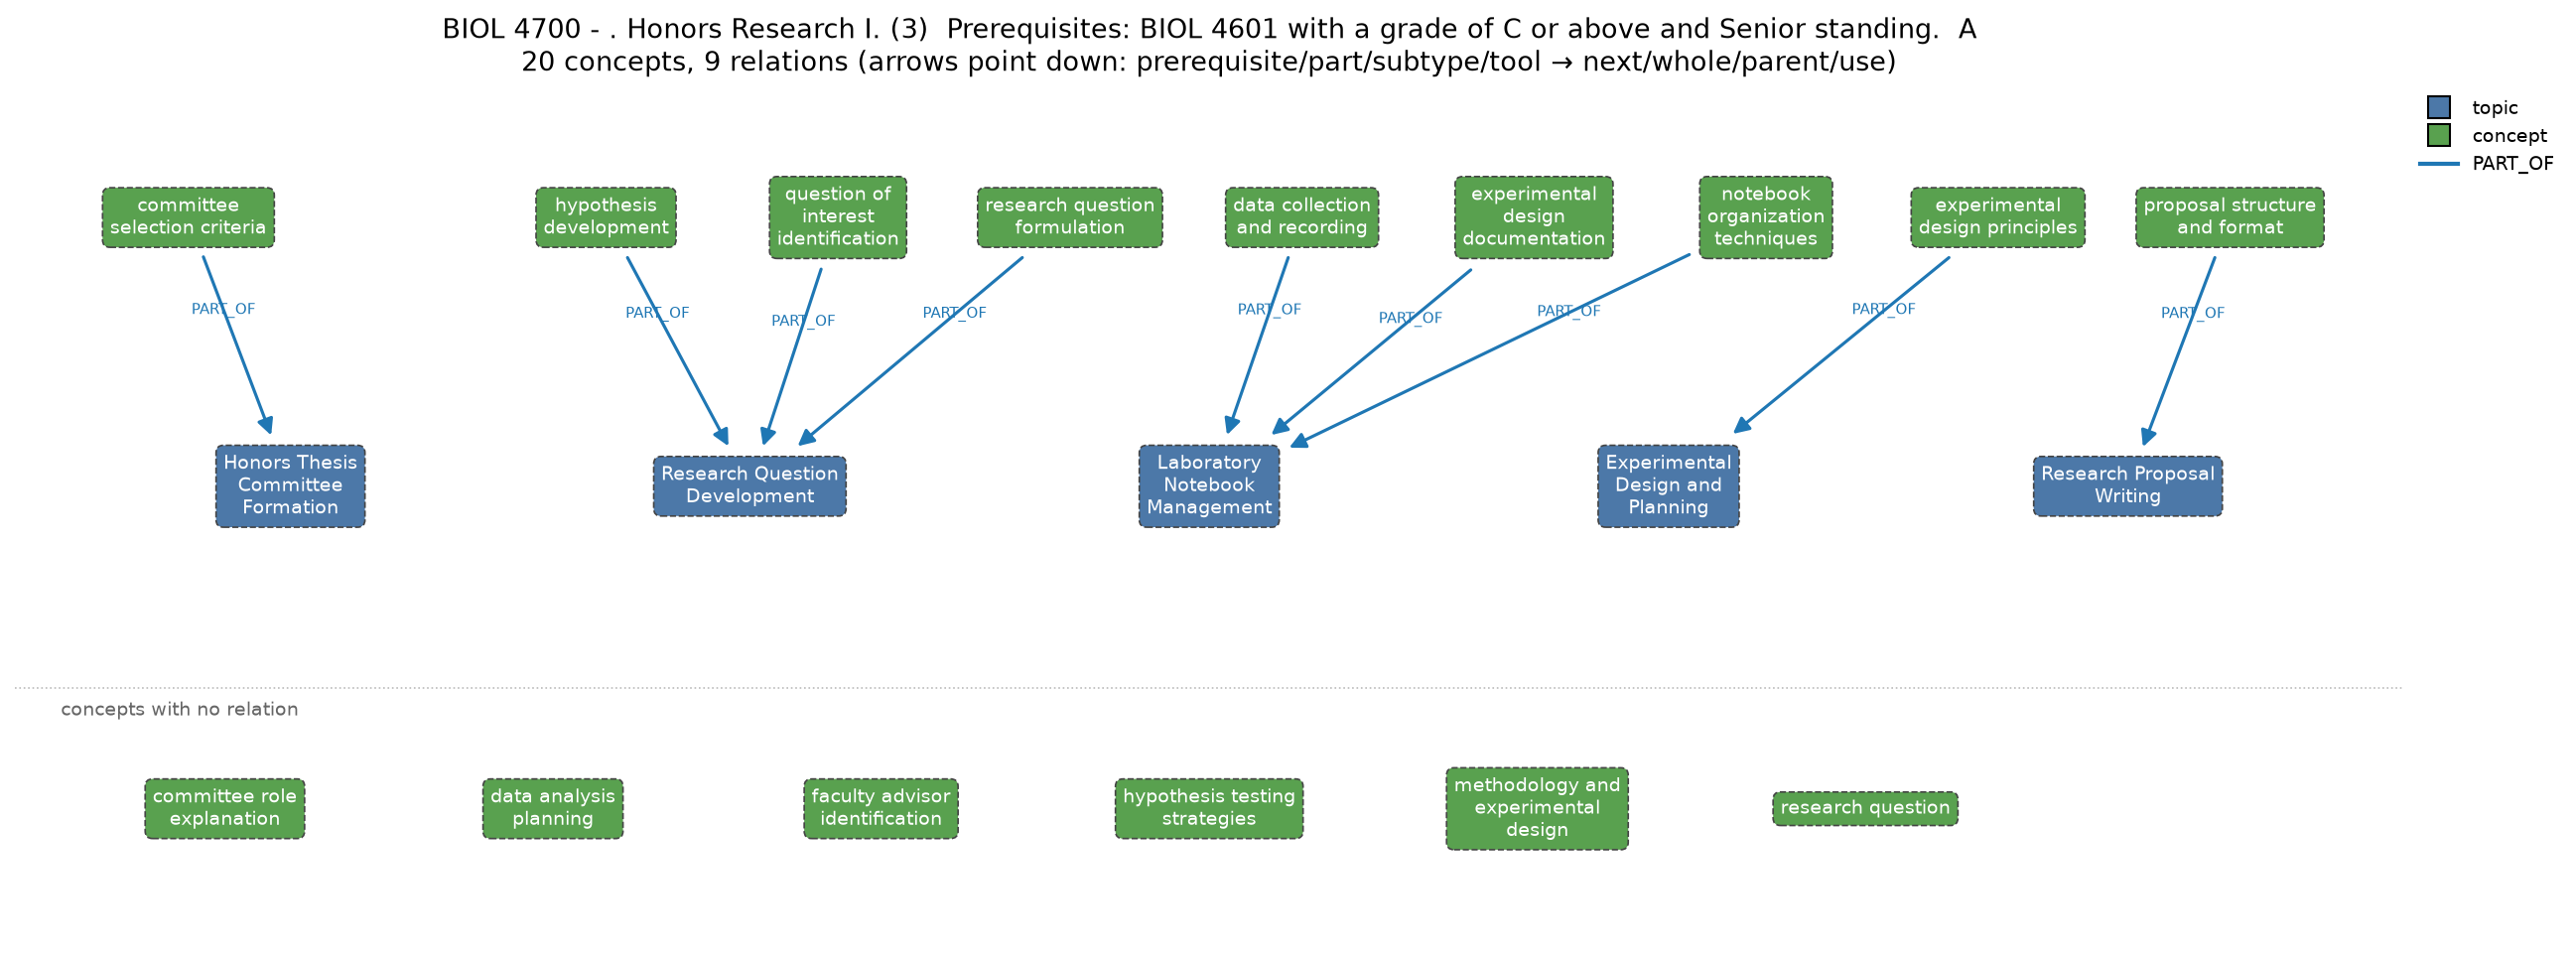 BIOL 4700 - . Honors Research I. (3)  Prerequisites: BIOL 4601 with a grade of C or above and Senior standing.  A
20 concepts, 9 relations (arrows point down: prerequisite/part/subtype/tool → next/whole/parent/use)
topic
concept
PART_OF
committee
selection criteria
hypothesis
development
question of
interest
identification
research question
formulation
data collection
and recording
experimental
design
documentation
notebook
organization
techniques
experimental
design principles
proposal structure
and format
PART_OF
PART_OF
PART_OF
PART_OF
PART_OF
PART_OF
PART_OF
PART_OF
PART_OF
Honors Thesis
Committee
Formation
Research Question
Development
Laboratory
Notebook
Management
Experimental
Design and
Planning
Research Proposal
Writing
concepts with no relation
committee role
explanation
data analysis
planning
faculty advisor
identification
hypothesis testing
strategies
methodology and
experimental
design
research question